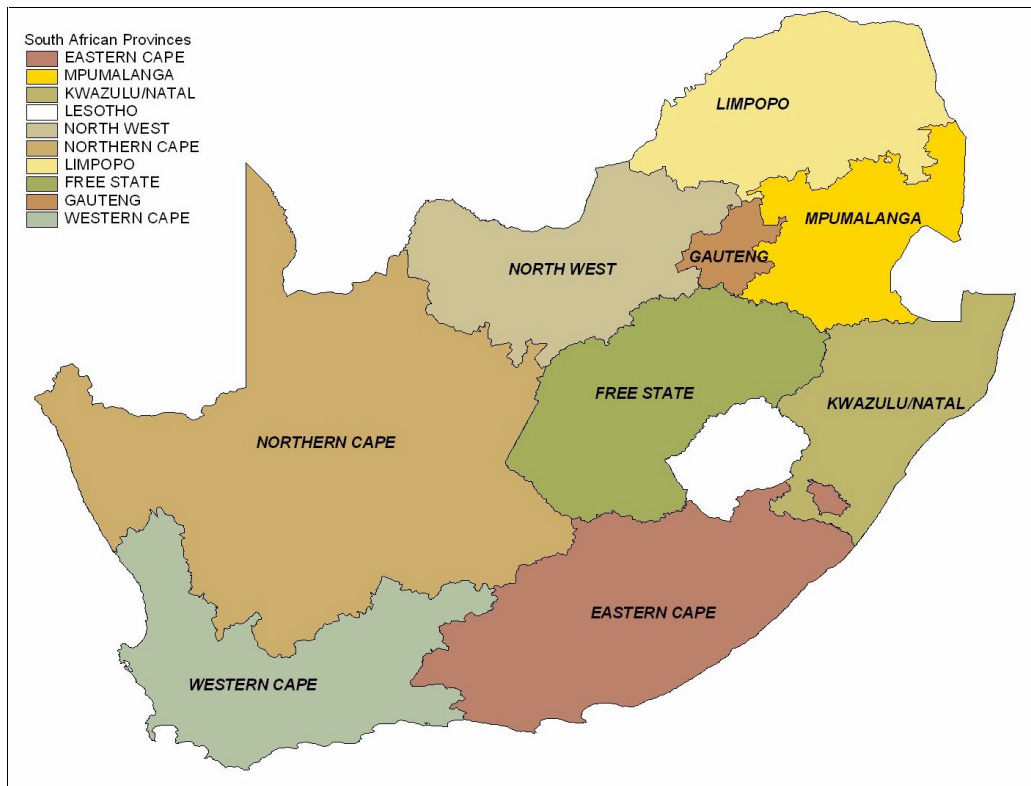 South African Provinces
EASTERN CAPE
MPUMALANGA
KWAZULU/NATAL
LESOTHO
NORTH WEST
NORTHERN CAPE
LIMPOPO
FREE STATE
GAUTENG
WESTERN CAPE
LIMPOPO
MPUMALANGA
GAUTENG
NORTH WEST
FREE STATE
KWAZULU/NATAL
NORTHERN CAPE
EASTERN CAPE
WESTERN CAPE